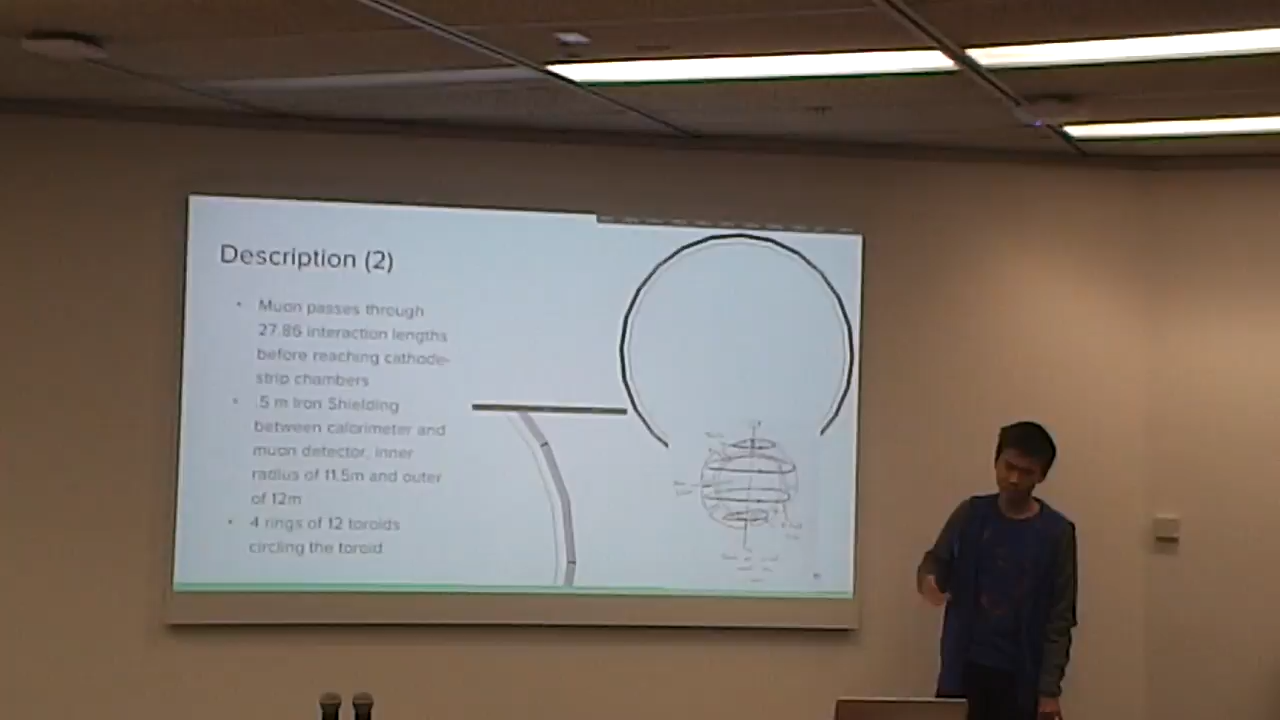 Description (2)
• Muon passes through
27.86 interaction lengths
before reaching cathode-
strip chambers
• .5 m Iron Shielding
between calorimeter and
muon detector, inner
radius of 11.5m and outer
of 12m
• 4 rings of 12 toroids
circling the toroid